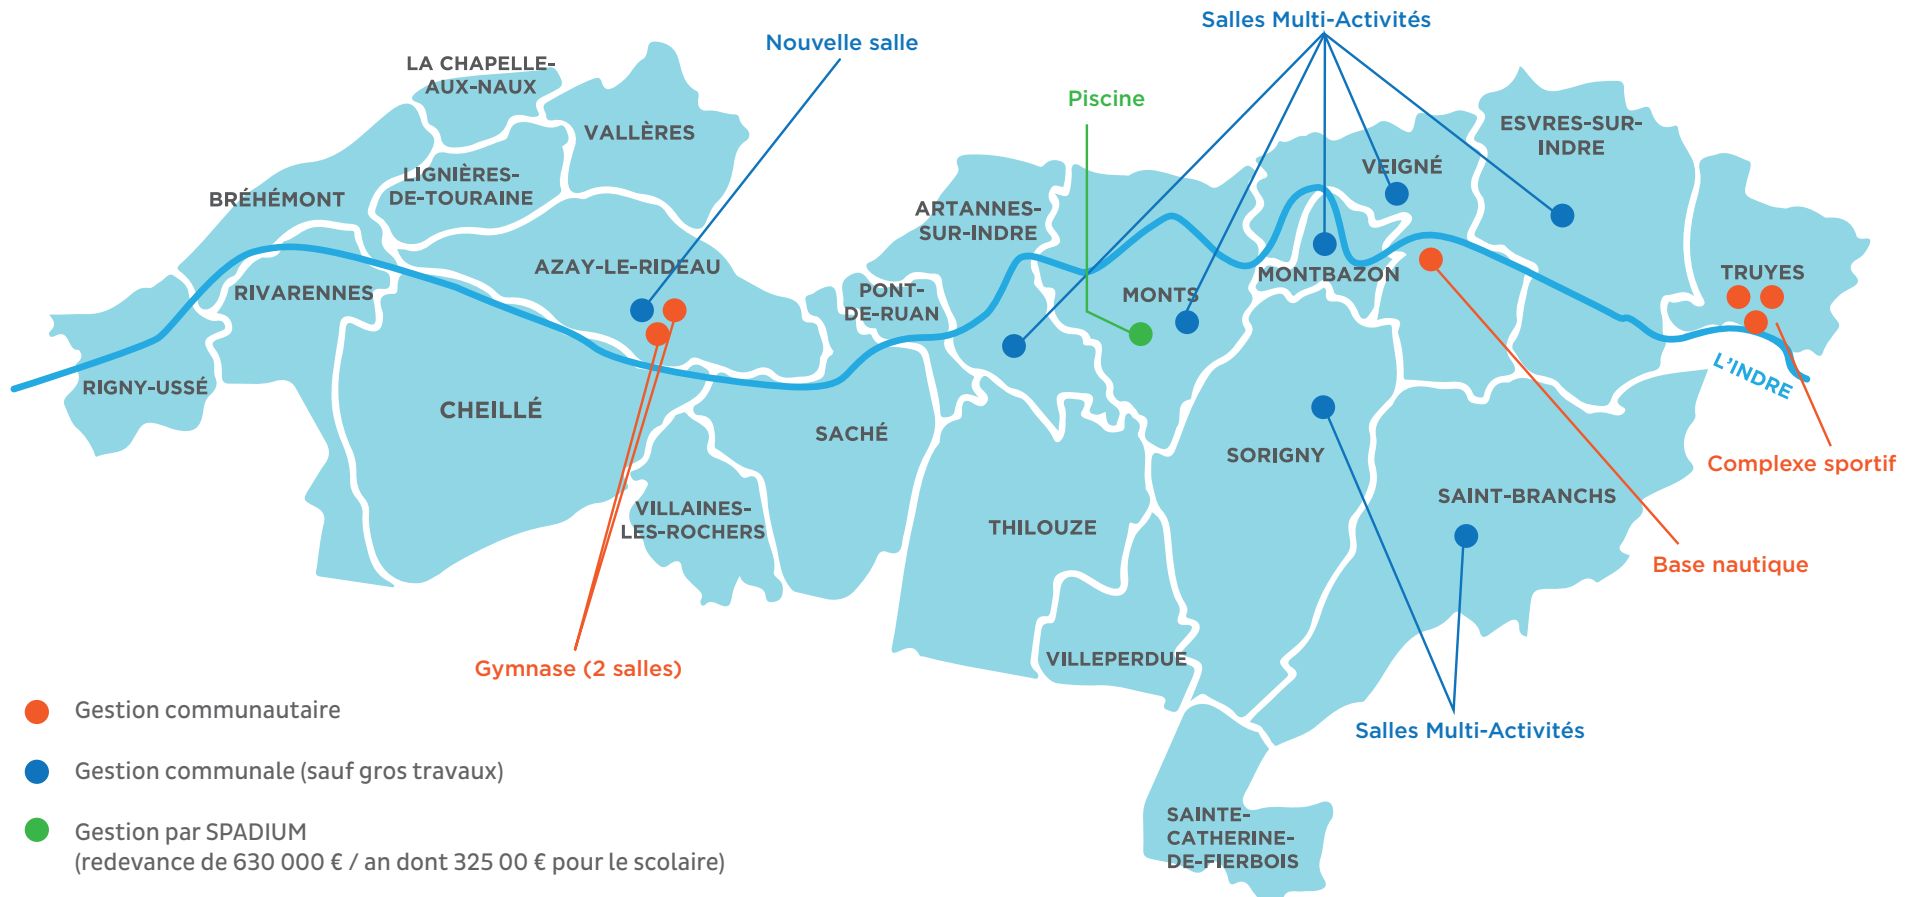 Salles Multi-Activités
Nouvelle salle
LA CHAPELLE-
AUX-NAUX
Piscine
VALLÈRES
ESVRES-SUR-
INDRE
VEIGNÉ
LIGNIÈRES-
DE-TOURAINE
BRÉHÉMONT
ARTANNES-
SUR-INDRE
AZAY-LE-RIDEAU
MONTBAZON
TRUYES
RIVARENNES
PONT-
DE-RUAN
MONTS
L'INDRE
RIGNY-USSÉ
CHEILLÉ
SACHÉ
SORIGNY
Complexe sportif
SAINT-BRANCHS
VILLAINES-
LES-ROCHERS
THILOUZE
Base nautique
VILLEPERDUE
Gymnase (2 salles)
Salles Multi-Activités
SAINTE-
CATHERINE-
DE-FIERBOIS
Gestion communautaire
Gestion communale (sauf gros travaux)
Gestion par SPADIUM
(redevance de 630 000 € / an dont 325 00 € pour le scolaire)